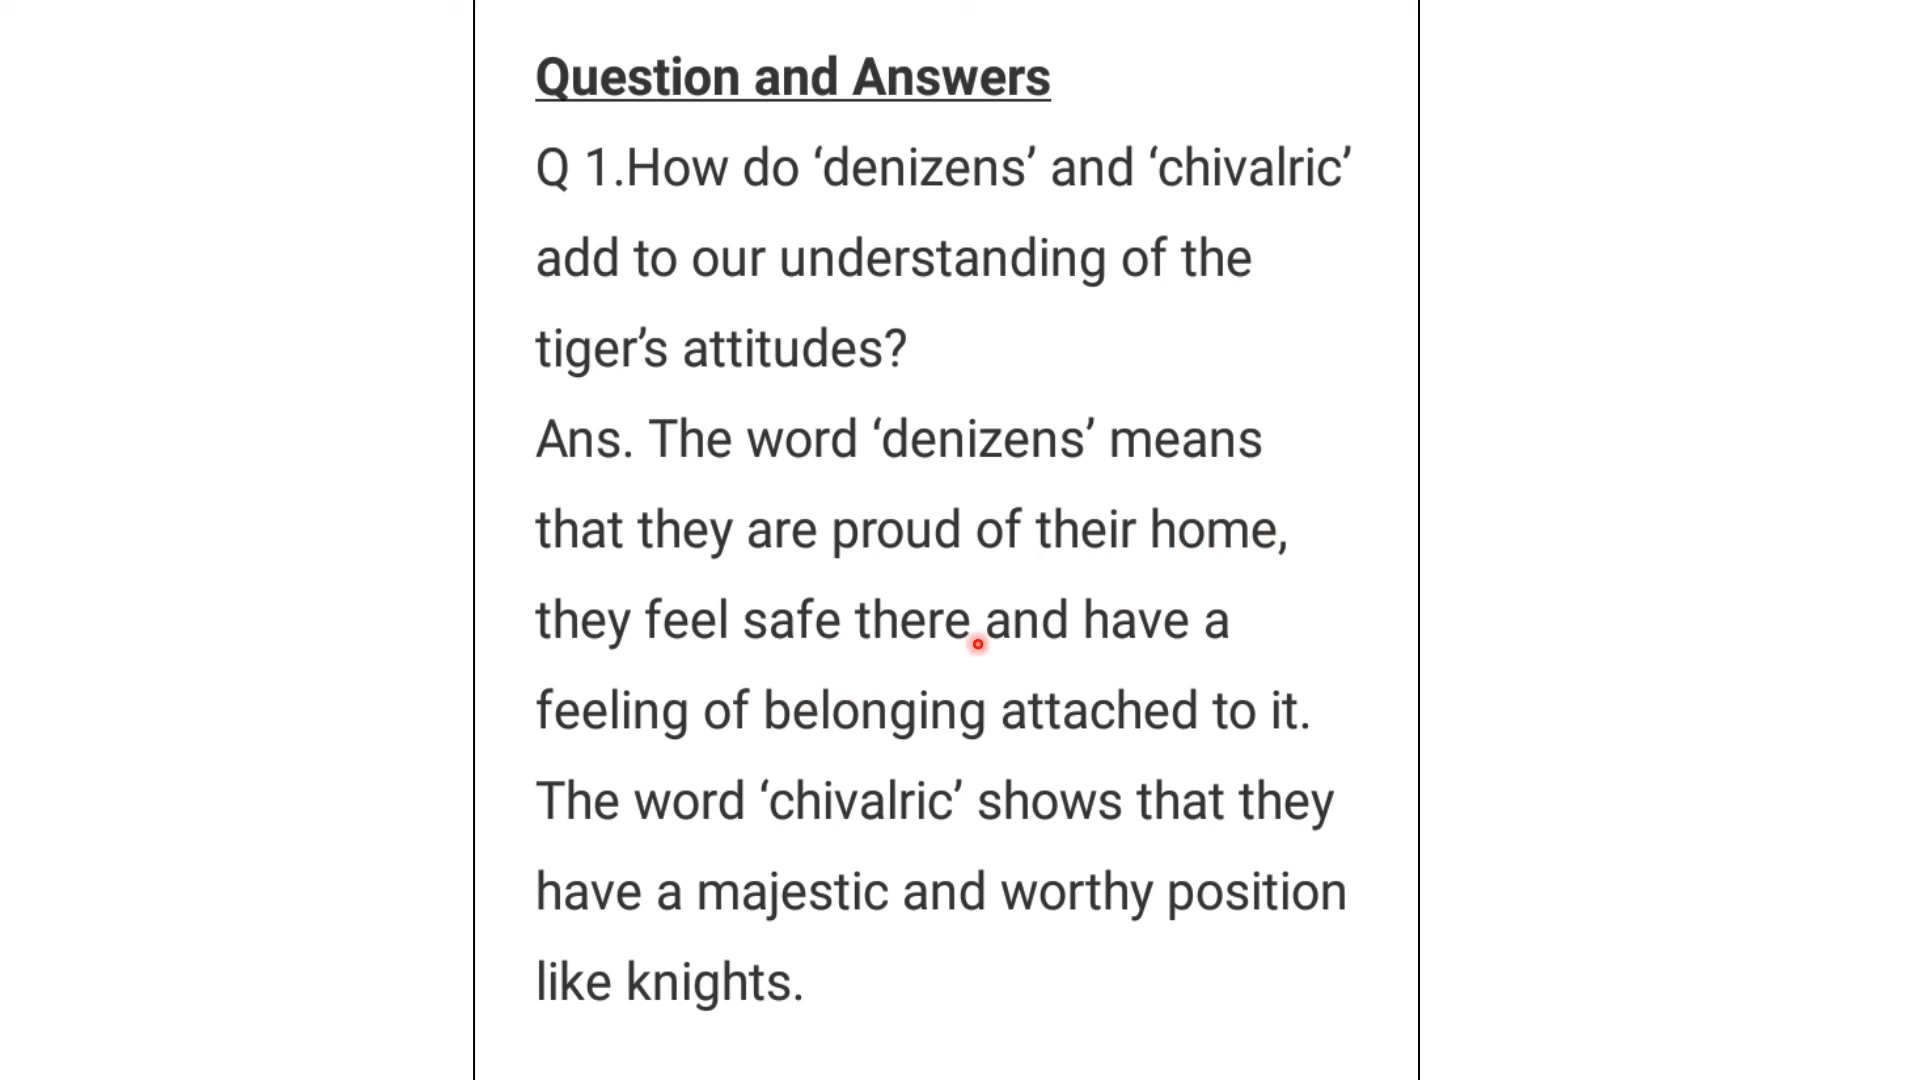 Question and Answers
Q 1.How do ‘denizens’ and ‘chivalric’
add to our understanding of the
tiger’s attitudes?
Ans. The word ‘denizens’ means
that they are proud of their home,
they feel safe there and have a
feeling of belonging attached to it.
The word ‘chivalric’ shows that they
have a majestic and worthy position
like knights.